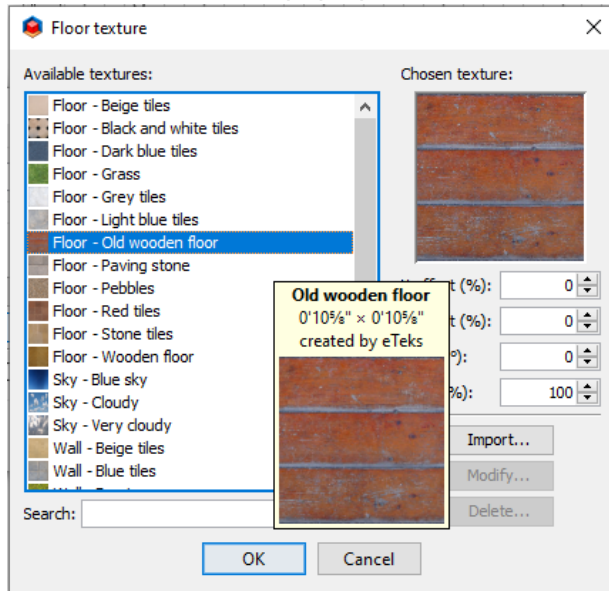 Floor texture
Available textures:
Chosen texture:
Floor - Beige tiles
Floor - Black and white tiles
Floor - Dark blue tiles
Floor - Grass
Floor - Grey tiles
Floor - Light blue tiles
Floor - Old wooden floor
Floor - Paving stone
Floor - Pebbles
Floor - Red tiles
Floor - Stone tiles
Floor - Wooden floor
Sky - Blue sky
Sky - Cloudy
Sky - Very cloudy
Wall - Beige tiles
Wall - Blue tiles
Old wooden floor
0'10⅝" × 0'10⅝"
created by eTeks
(%): 0
(%): 0
°): 0
%): 100
Import...
Modify...
Delete...
Search:
OK
Cancel